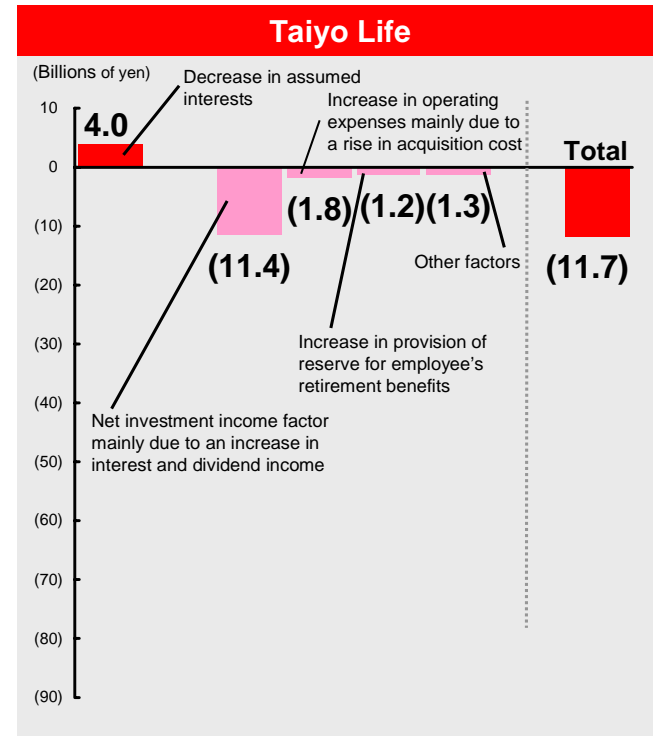 Taiyo Life
(Billions of yen)
Decrease in assumed
interests
Increase in operating
expenses mainly due to
a rise in acquisition cost
10
4.0
Total
0
(1.8)
(1.2)
(1.3)
(10)
Other factors
(11.4)
(11.7)
(20)
(30)
Increase in provision of
reserve for employee's
retirement benefits
(40)
Net investment income factor
mainly due to an increase in
interest and dividend income
(50)
(60)
(70)
(80)
(90)